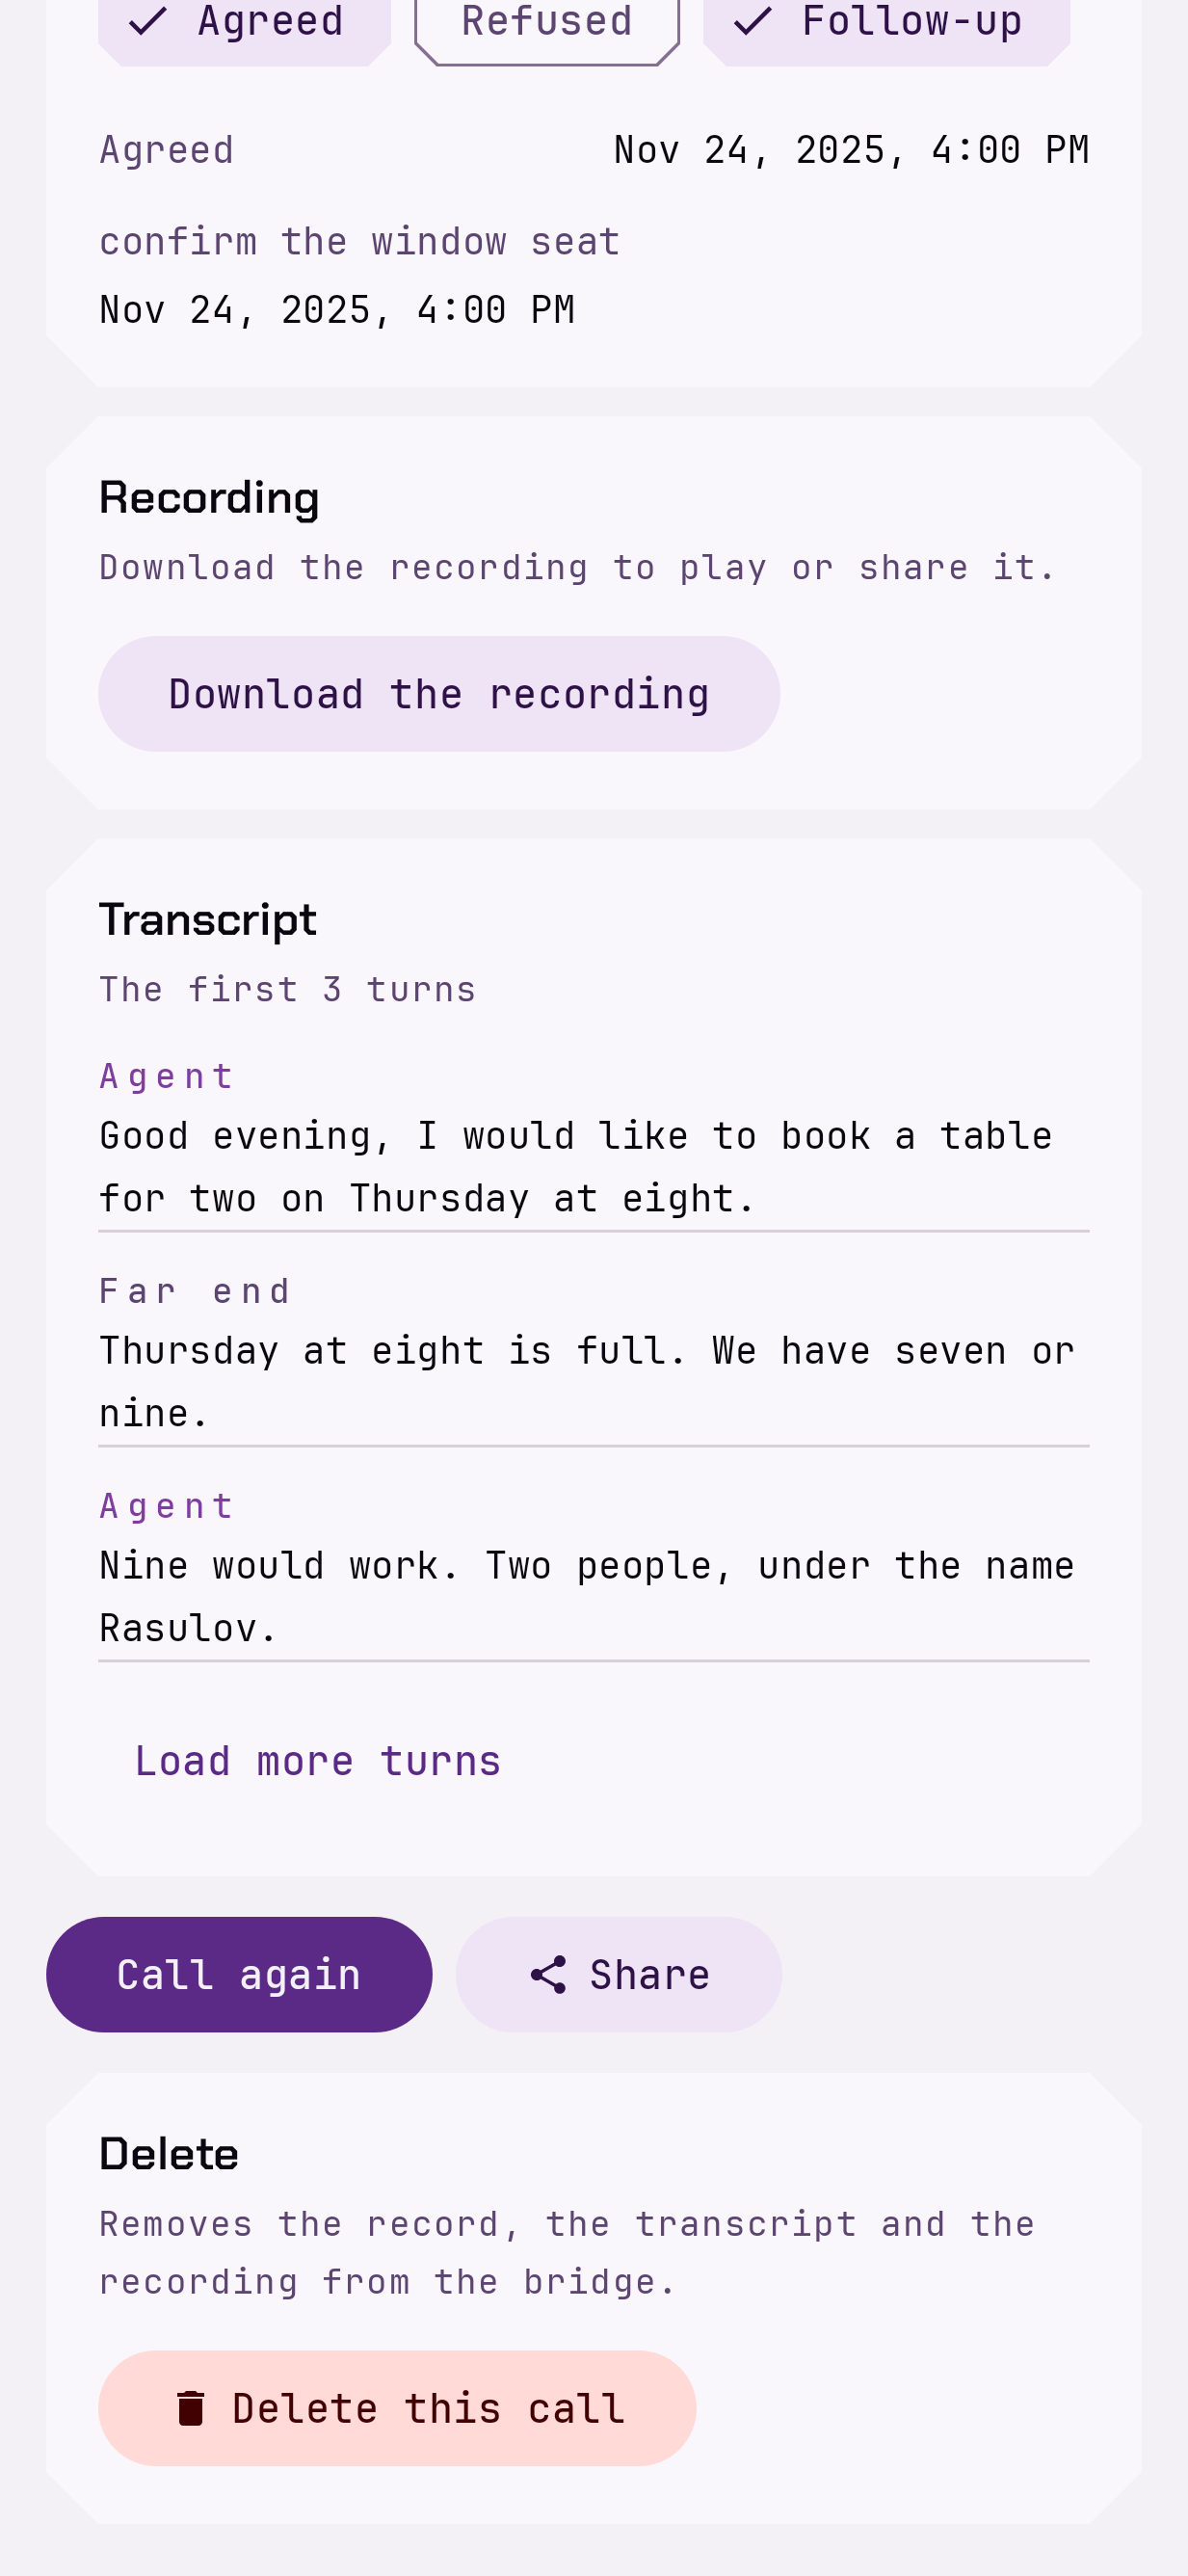 Agreed
Refused
Follow-up
Agreed
Nov 24, 2025, 4:00 PM
confirm the window seat
Nov 24, 2025, 4:00 PM
Recording
Download the recording to play or share it.
Download the recording
Transcript
The first 3 turns
Agent
Good evening, I would like to book a table
for two on Thursday at eight.
Far end
Thursday at eight is full. We have seven or
nine.
Agent
Nine would work. Two people, under the name
Rasulov.
Load more turns
Call again
Share
Delete
Removes the record, the transcript and the
recording from the bridge.
Delete this call